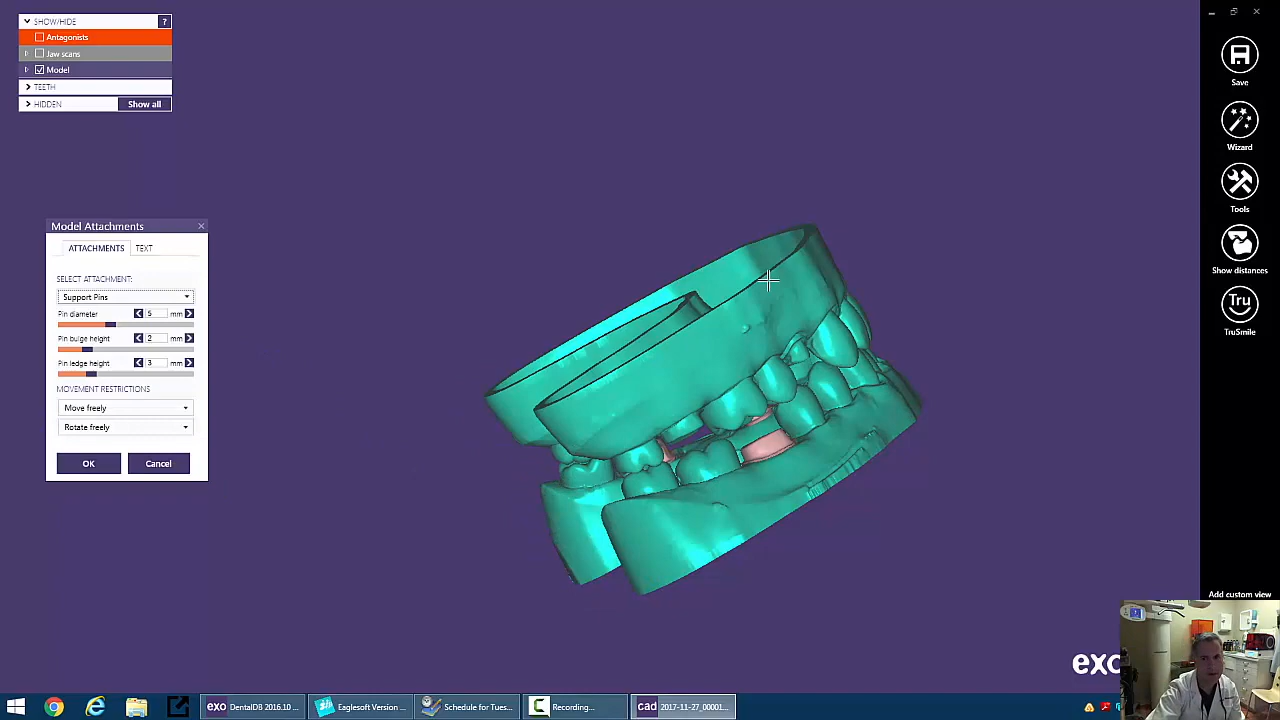 SHOW/HIDE ?
Antagonists
Jaw scans
Model
TEETH
HIDDEN Show all
Model Attachments
ATTACHMENTS TEXT
SELECT ATTACHMENT:
Support Pins
Pin diameter 5 mm
Pin bulge height 2 mm
Pin ledge height 3 mm
MOVEMENT RESTRICTIONS
Move freely
Rotate freely
OK Cancel
Save
Wizard
Tools
Show distances
Tru
TruSmile
Add custom view
exo
exo DentalDB 2016.10 ...
Eaglesoft Version ...
Schedule for Tues...
Recording...
cad 2017-11-27_00001...